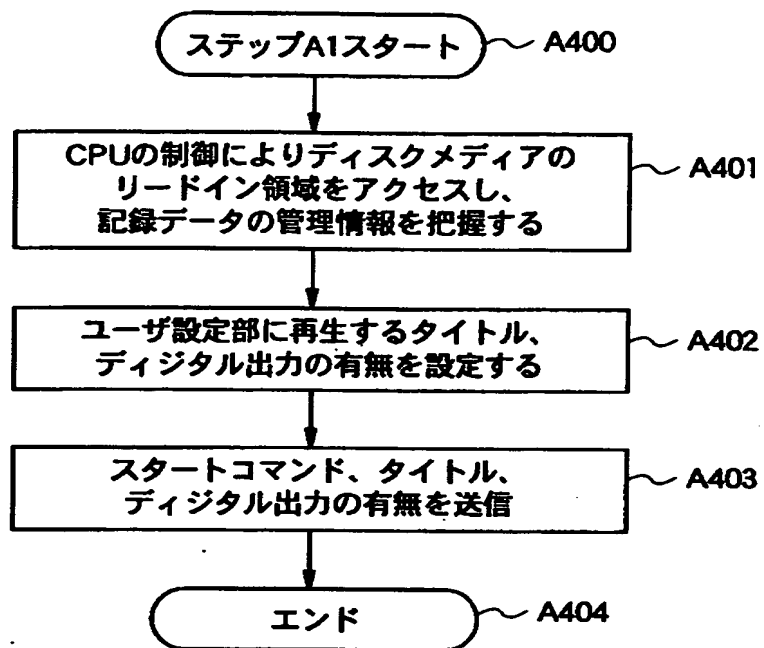 ステップA1スタート
A400
CPUの制御によりディスクメディアの
リードイン領域をアクセスし、
記録データの管理情報を把握する
A401
ユーザ設定部に再生するタイトル、
ディジタル出力の有無を設定する
A402
スタートコマンド、タイトル、
ディジタル出力の有無を送信
A403
エンド
A404